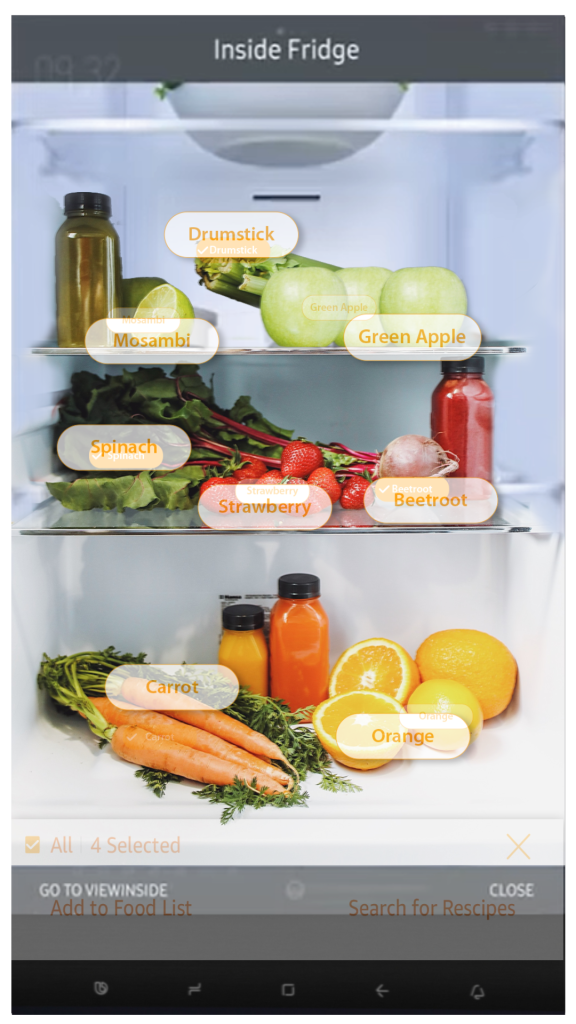 Inside Fridge
09:32
Drumstick
Drumstick
Green Apple
Mosambi
Mosambi
Green Apple
Spinach
Spinach
Strawberry
Beetroot
Strawberry
Beetroot
Carrot
Orange
Orange
Carrot
All 4 Selected
GO TO VIEWINSIDE CLOSE
Add to Food List Search for Rescipes